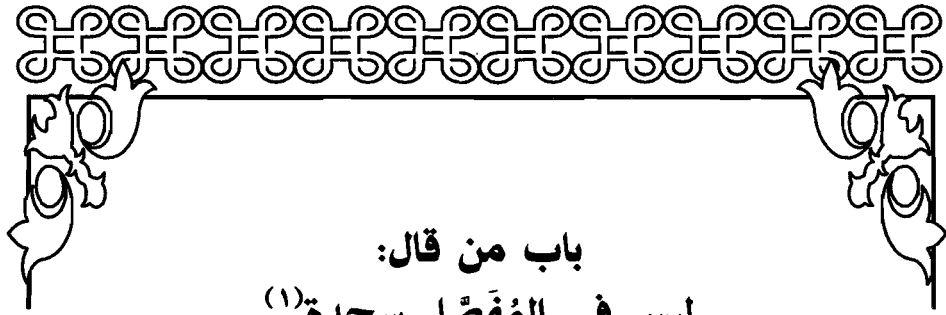 باب من قال:
ليس في المُفَصَّل سجدة(١)